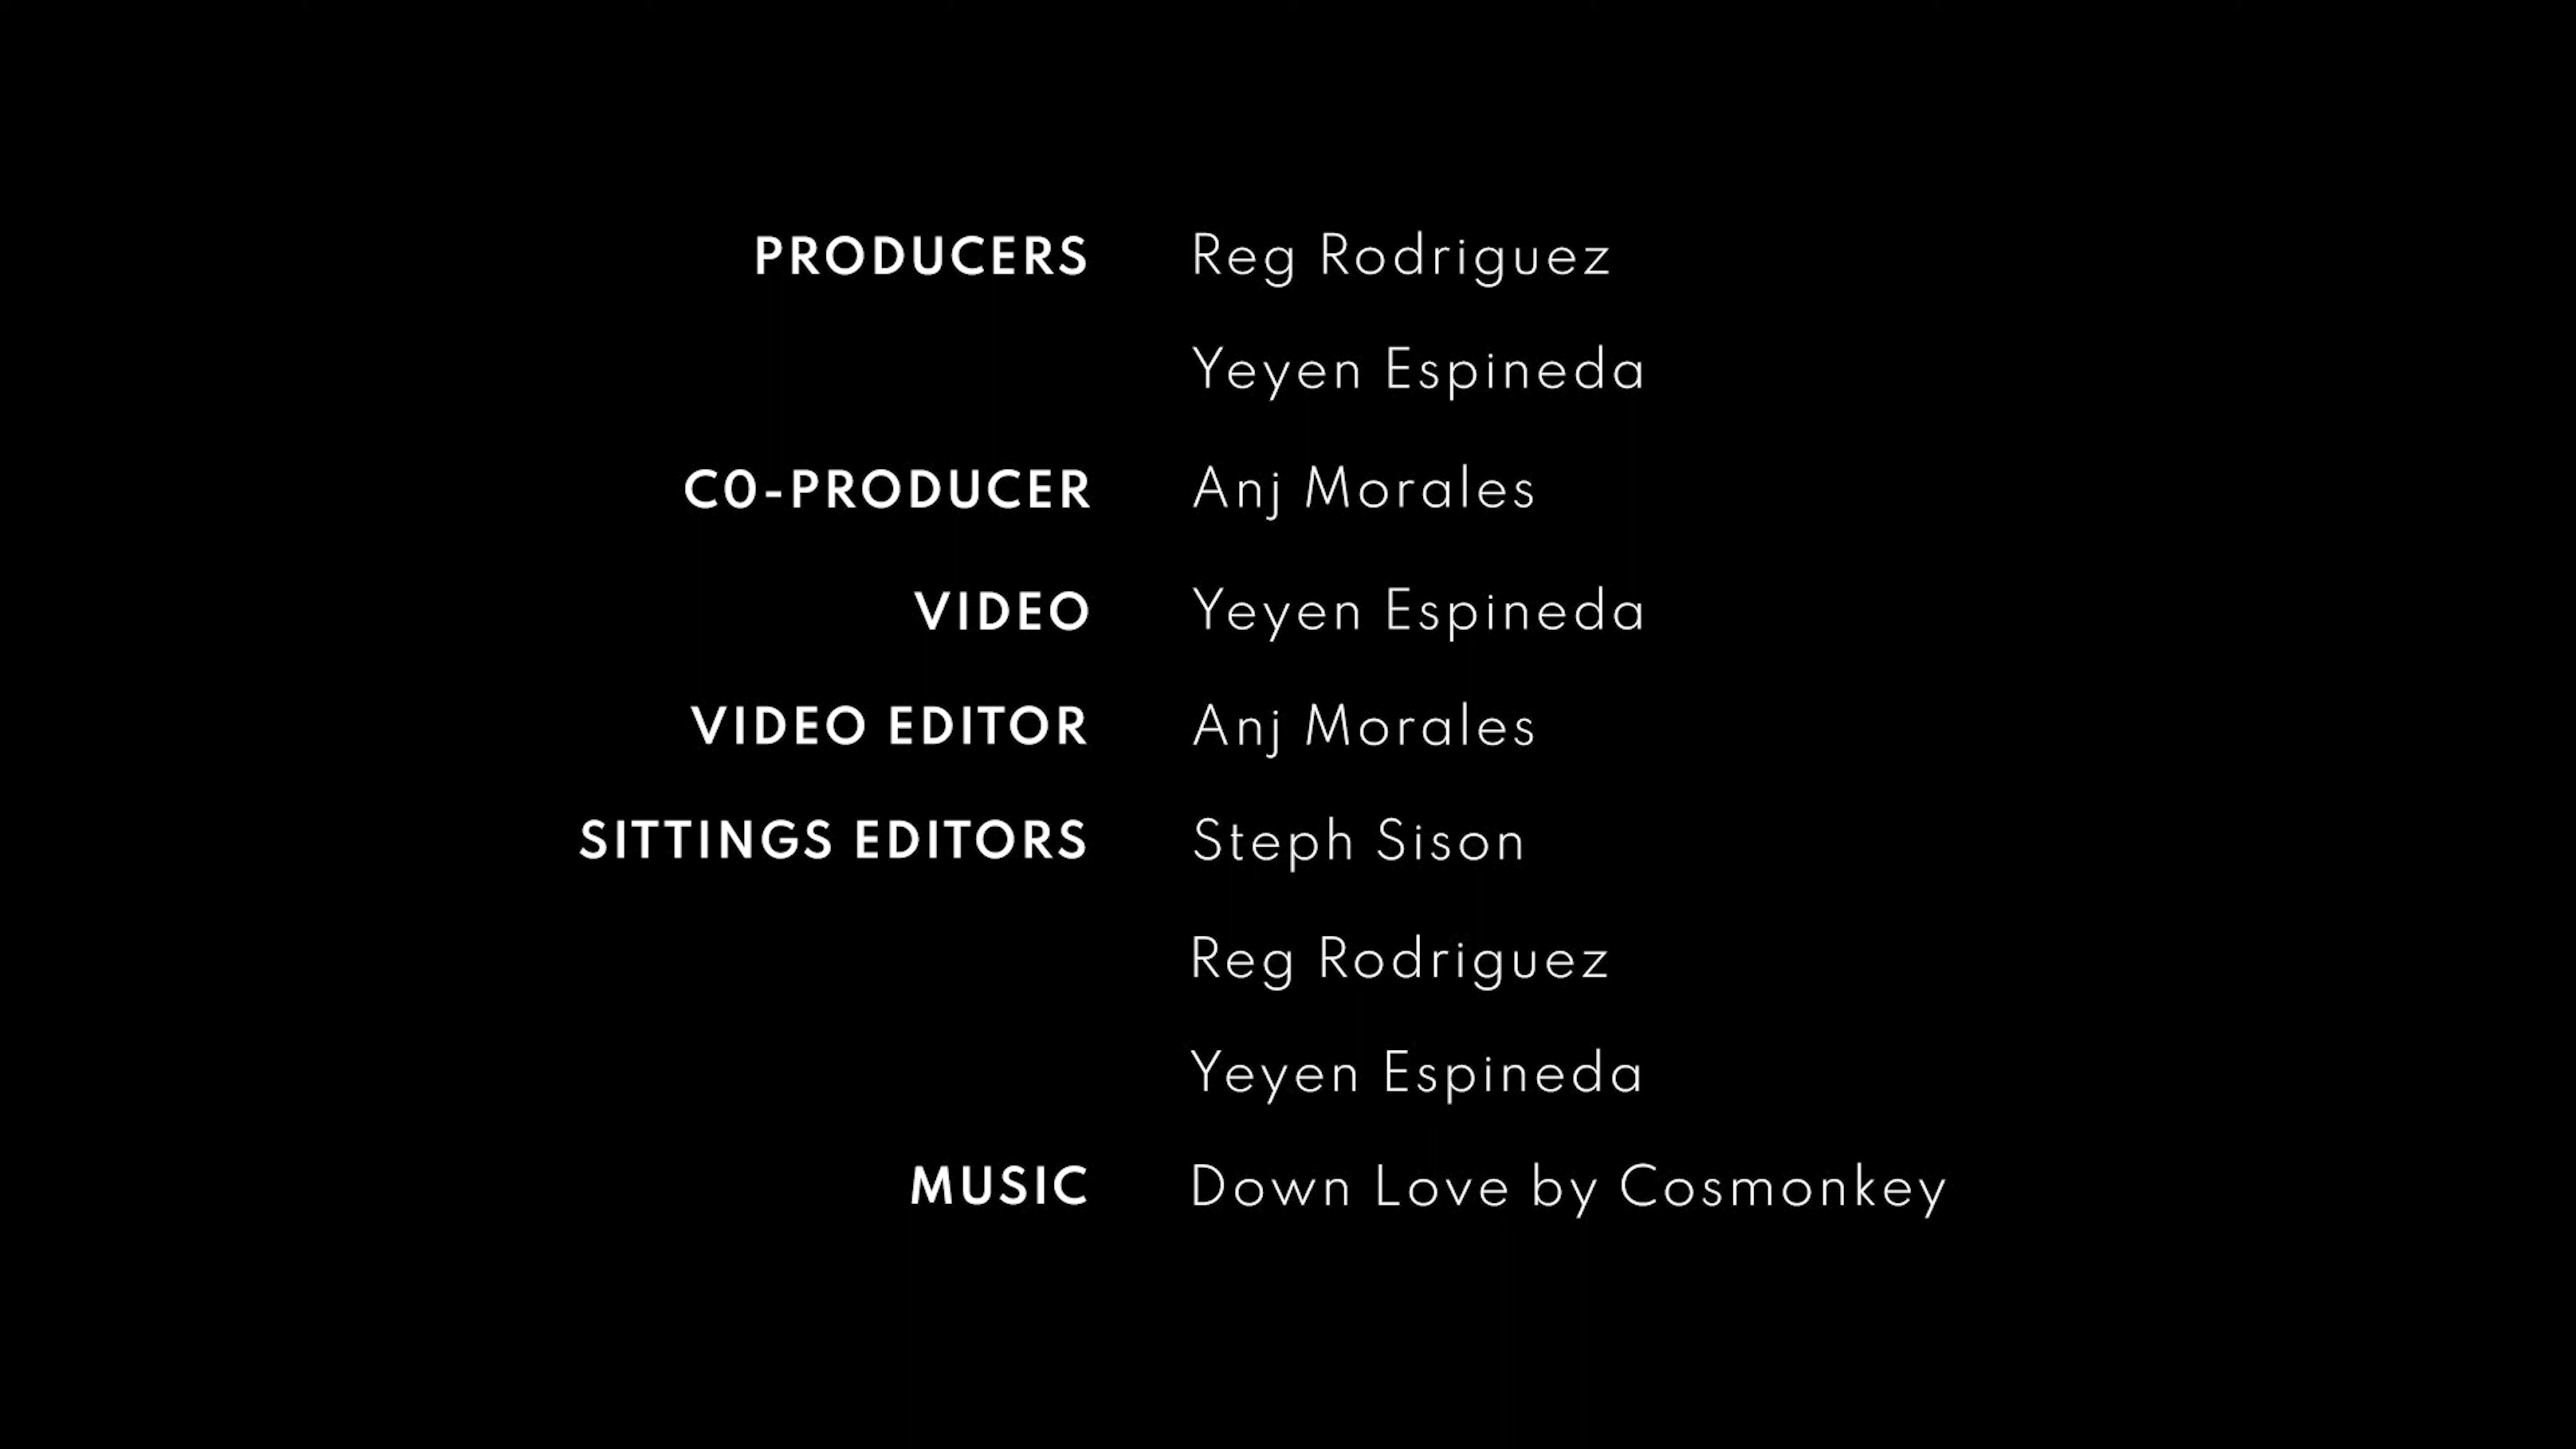 PRODUCERS Reg Rodriguez
Yeyen Espineda
C0-PRODUCER Anj Morales
VIDEO Yeyen Espineda
VIDEO EDITOR Anj Morales
SITTINGS EDITORS Steph Sison
Reg Rodriguez
Yeyen Espineda
MUSIC Down Love by Cosmonkey